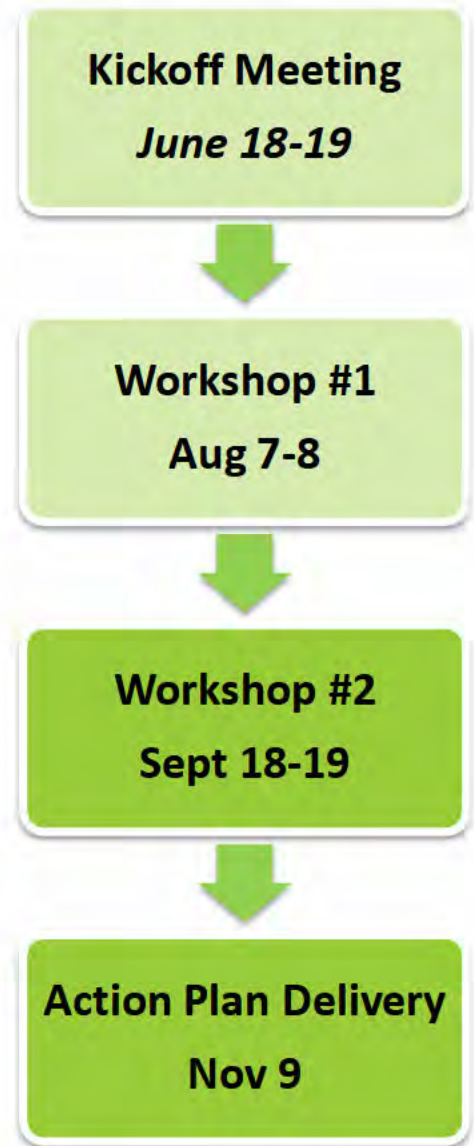 Kickoff Meeting
June 18-19
Workshop #1
Aug 7-8
Workshop #2
Sept 18-19
Action Plan Delivery
Nov 9